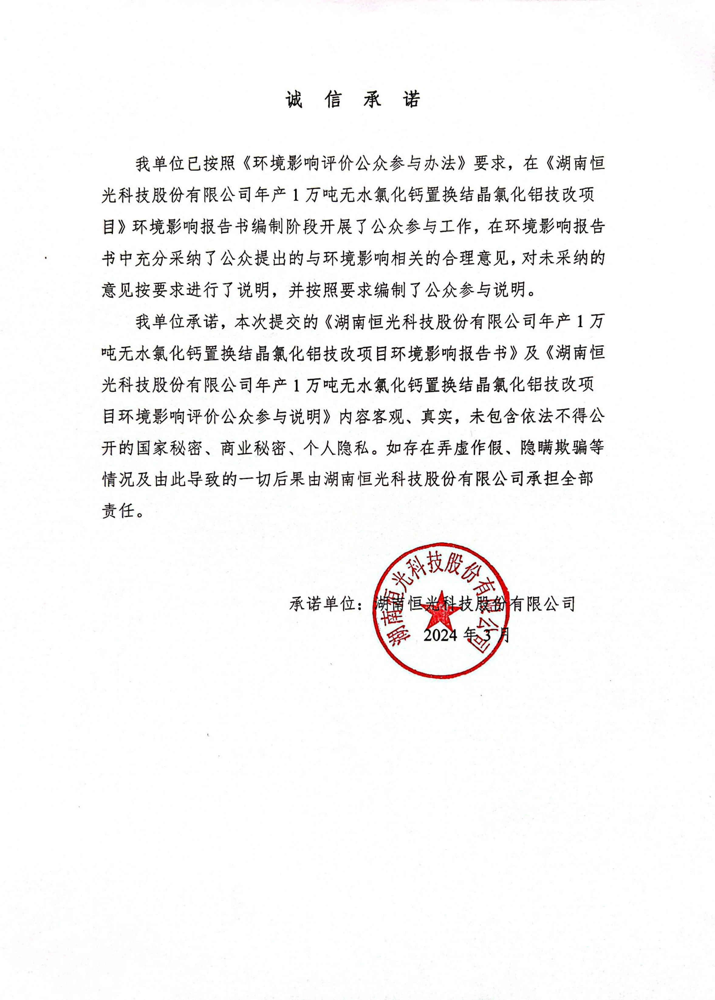 诚信承诺
我单位已按照《环境影响评价公众参与办法》要求，在《湖南恒
光科技股份有限公司年产1万吨无水氯化钙置换结晶氯化铝技改项
目》环境影响报告书编制阶段开展了公众参与工作，在环境影响报告
书中充分采纳了公众提出的与环境影响相关的合理意见，对未采纳的
意见按要求进行了说明，并按照要求编制了公众参与说明。
我单位承诺，本次提交的《湖南恒光科技股份有限公司年产1万
吨无水氯化钙置换结晶氯化铝技改项目环境影响报告书》及《湖南恒
光科技股份有限公司年产1万吨无水氯化钙置换结晶氯化铝技改项
目环境影响评价公众参与说明》内容客观、真实，未包含依法不得公
开的国家秘密、商业秘密、个人隐私。如存在弄虚作假、隐瞒欺骗等
情况及由此导致的一切后果由湖南恒光科技股份有限公司承担全部
责任。
湖南恒光科技股份有限公司
承诺单位：湖南恒光科技股份有限公司
2024年3月